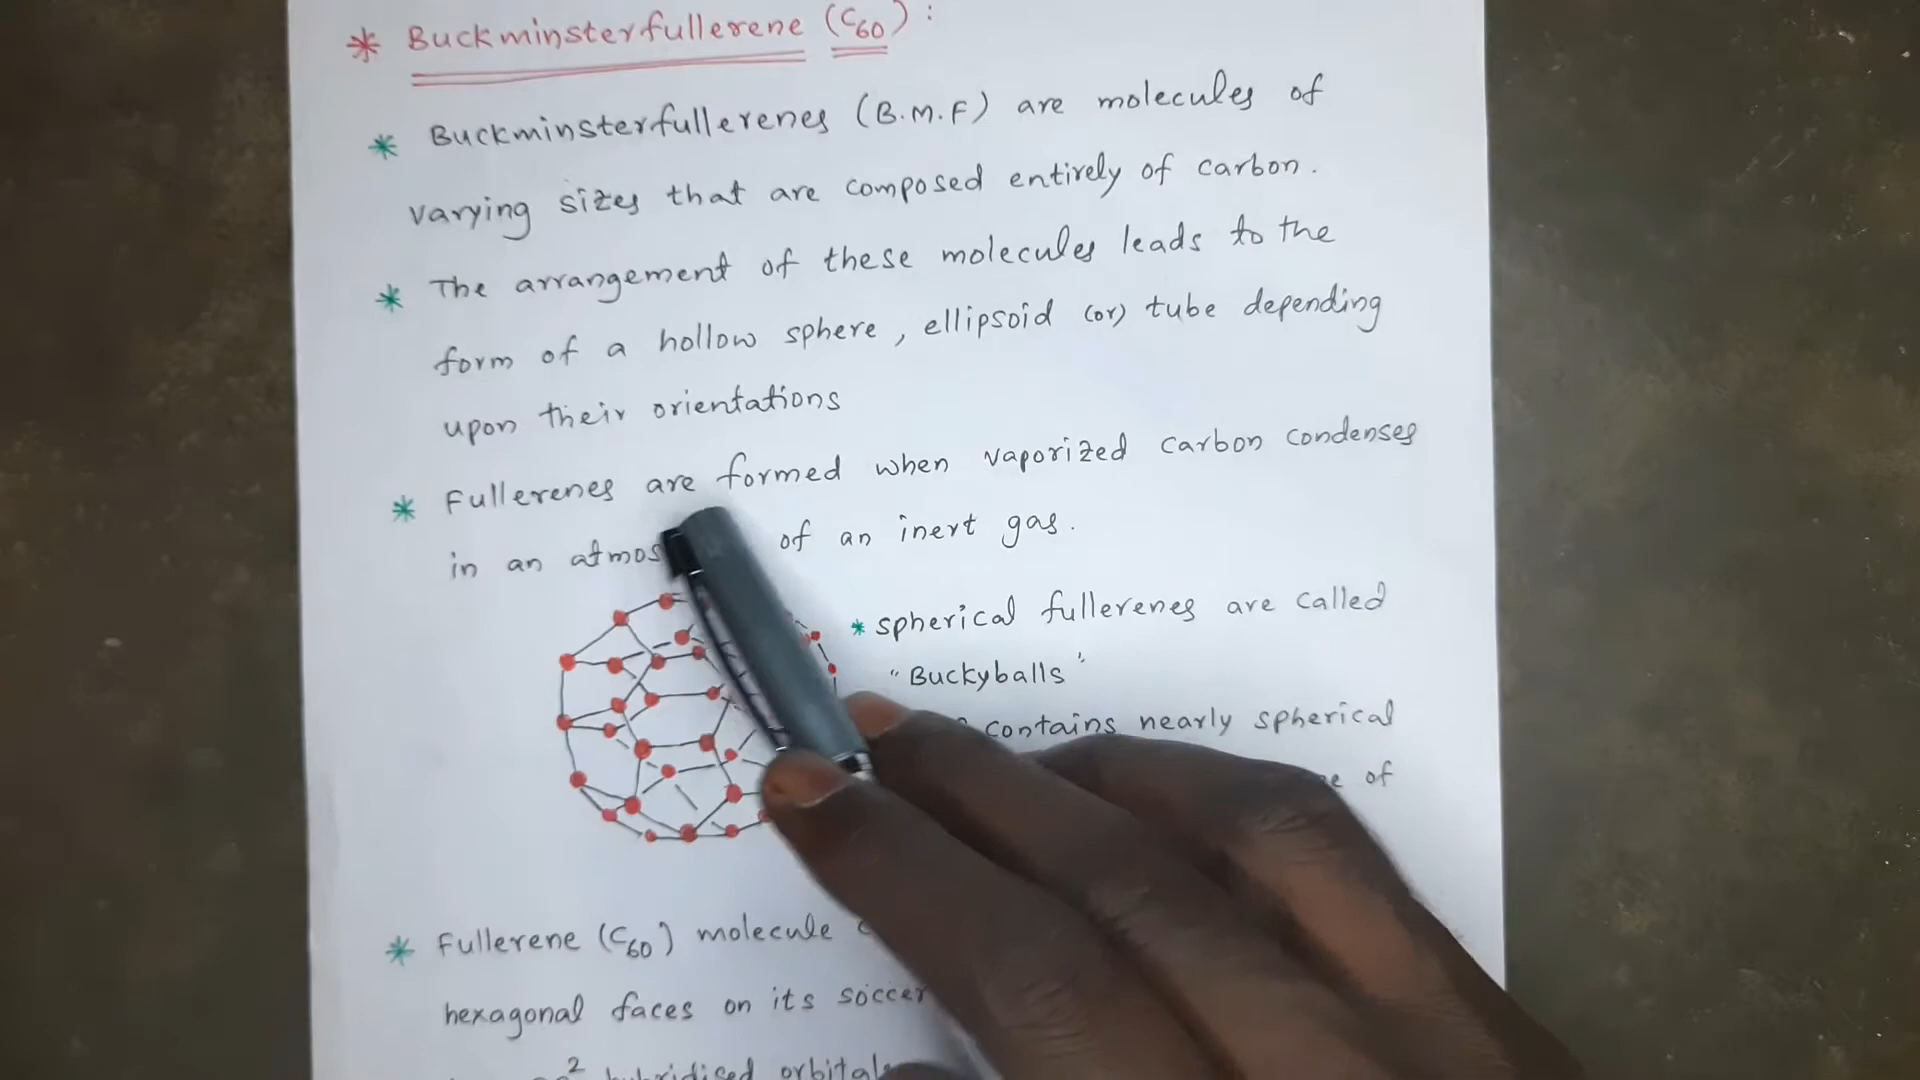 * Buckminsterfullerene (C60):
* Buckminsterfullerenes (B.M.F) are molecules of
varying sizes that are composed entirely of carbon.
* The arrangement of these molecules leads to the
form of a hollow sphere, ellipsoid (or) tube depending
upon their orientations
* Fullerenes are formed when vaporized carbon condenses
in an atmos of an inert gas.
* spherical fullerenes are called
"Buckyballs"
contains nearly spherical
of
* Fullerene (C60) molecule
hexagonal faces on its soccer
2 hybridised orbitals